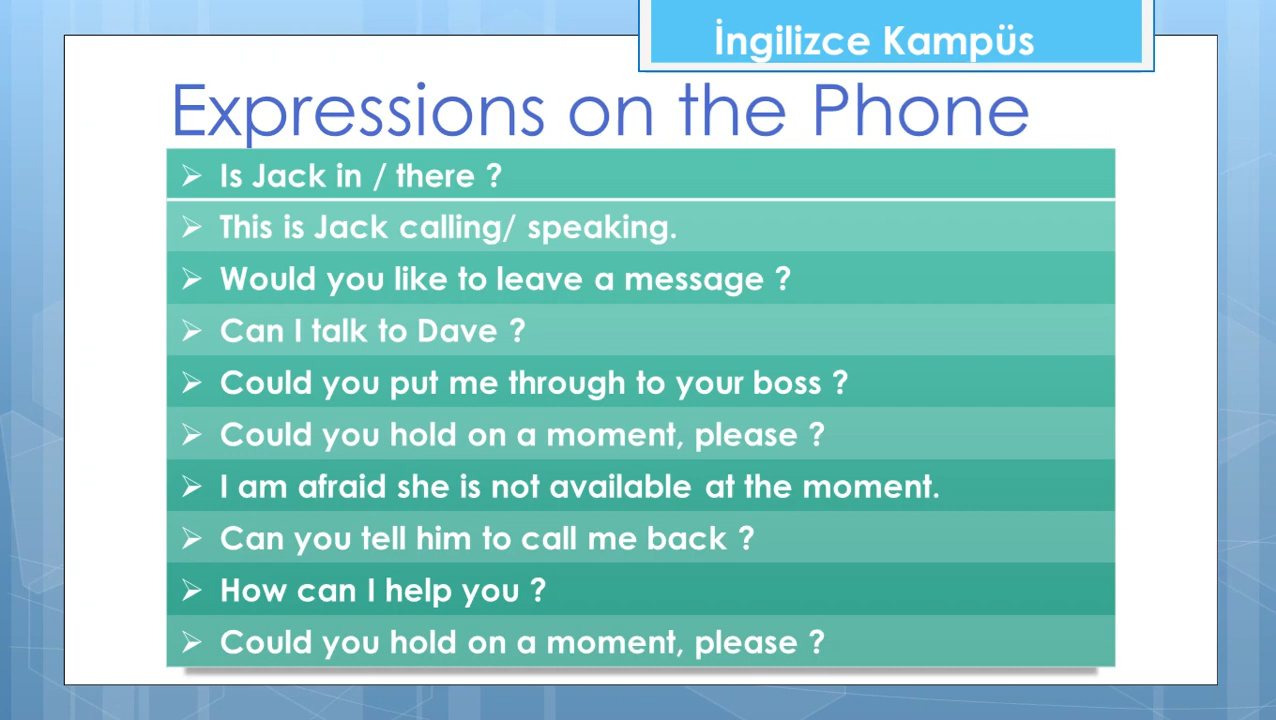 İngilizce Kampüs
Expressions on the Phone
➢ Is Jack in / there ?
➢ This is Jack calling/ speaking.
➢ Would you like to leave a message ?
➢ Can I talk to Dave ?
➢ Could you put me through to your boss ?
➢ Could you hold on a moment, please ?
➢ I am afraid she is not available at the moment.
➢ Can you tell him to call me back ?
➢ How can I help you ?
➢ Could you hold on a moment, please ?